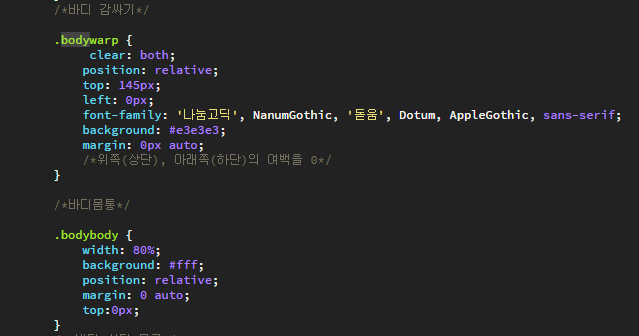 /*바디 감싸기*/
.bodywarp {
clear: both;
position: relative;
top: 145px;
left: 0px;
font-family: '나눔고딕', NanumGothic, '돋움', Dotum, AppleGothic, sans-serif;
background: #e3e3e3;
margin: 0px auto;
/*위쪽(상단), 아래쪽(하단)의 여백을 0*/
}
/*바디몸통*/
.bodybody {
width: 80%;
background: #fff;
position: relative;
margin: 0 auto;
top:0px;
}